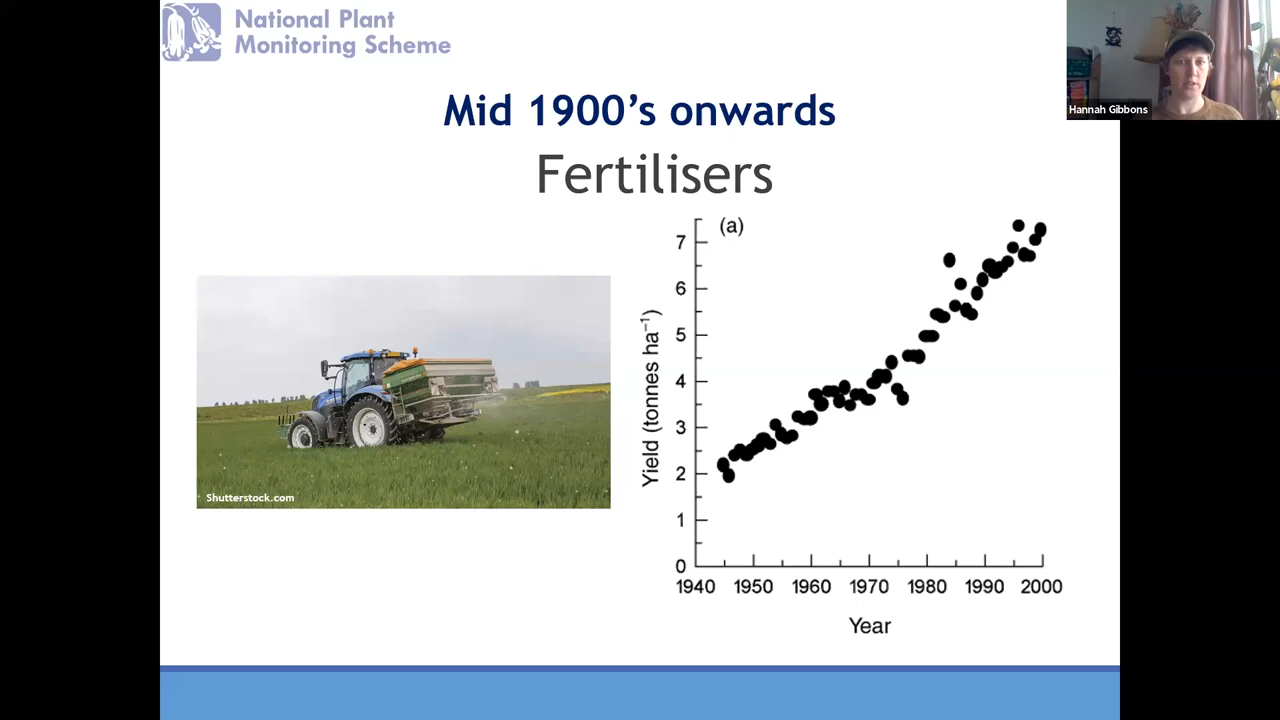 National Plant
Monitoring Scheme
Hannah Gibbons
Mid 1900's onwards
Fertilisers
Shutterstock.com
(a)
Yield (tonnes ha⁻¹)
7
6
5
4
3
2
1
0
1940 1950 1960 1970 1980 1990 2000
Year